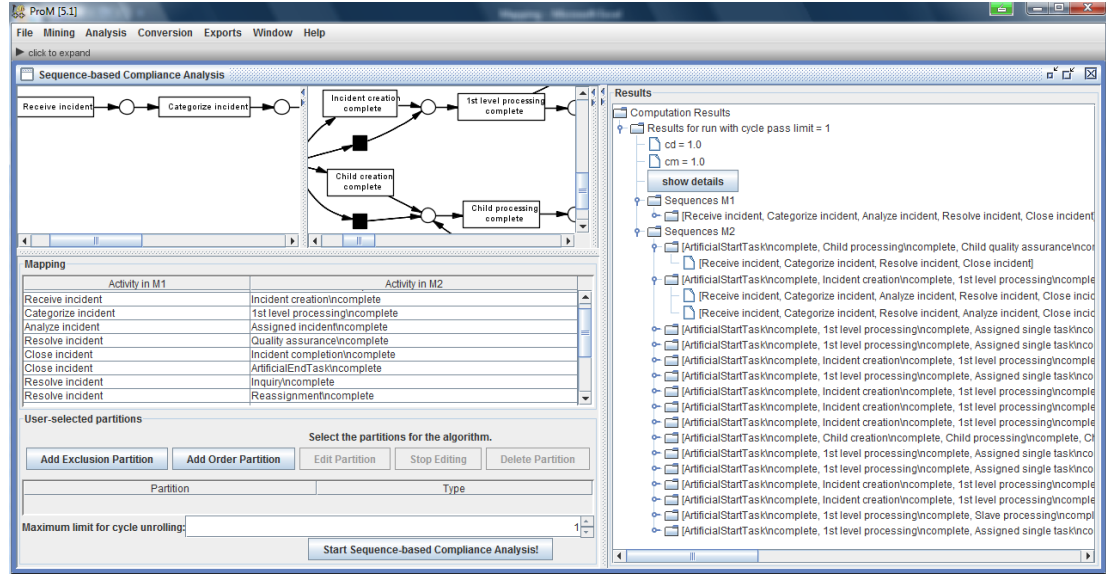 ProM [5.1]
File Mining Analysis Conversion Exports Window Help
click to expand
Sequence-based Compliance Analysis
Receive incident
Categorize incident
Incident creation
complete
1st level processing
complete
Child creation
complete
Child processing
complete
Mapping
Activity in M1 Activity in M2
Receive incident Incident creation\ncomplete
Categorize incident 1st level processing\ncomplete
Analyze incident Assigned incident\ncomplete
Resolve incident Quality assurance\ncomplete
Close incident Incident completion\ncomplete
Close incident ArtificialEndTask\ncomplete
Resolve incident Inquiry\ncomplete
Resolve incident Reassignment\ncomplete
User-selected partitions
Select the partitions for the algorithm.
Add Exclusion Partition Add Order Partition Edit Partition Stop Editing Delete Partition
Partition Type
Maximum limit for cycle unrolling: 1
Start Sequence-based Compliance Analysis!
Results
Computation Results
Results for run with cycle pass limit = 1
cd = 1.0
cm = 1.0
show details
Sequences M1
[Receive incident, Categorize incident, Analyze incident, Resolve incident, Close incident
Sequences M2
[ArtificialStartTask\ncomplete, Child processing\ncomplete, Child quality assurance\ncor
[Receive incident, Categorize incident, Resolve incident, Close incident]
[ArtificialStartTask\ncomplete, Incident creation\ncomplete, 1st level processing\ncomple
[Receive incident, Categorize incident, Analyze incident, Resolve incident, Close incid
[Receive incident, Categorize incident, Resolve incident, Analyze incident, Close incid
[ArtificialStartTask\ncomplete, 1st level processing\ncomplete, Assigned single task\nco
[ArtificialStartTask\ncomplete, 1st level processing\ncomplete, Assigned single task\nco
[ArtificialStartTask\ncomplete, Incident creation\ncomplete, 1st level processing\ncomple
[ArtificialStartTask\ncomplete, 1st level processing\ncomplete, Assigned single task\nco
[ArtificialStartTask\ncomplete, Incident creation\ncomplete, 1st level processing\ncomple
[ArtificialStartTask\ncomplete, Incident creation\ncomplete, 1st level processing\ncomple
[ArtificialStartTask\ncomplete, Incident creation\ncomplete, 1st level processing\ncomple
[ArtificialStartTask\ncomplete, Child creation\ncomplete, Child processing\ncomplete, Cl
[ArtificialStartTask\ncomplete, 1st level processing\ncomplete, Assigned single task\nco
[ArtificialStartTask\ncomplete, 1st level processing\ncomplete, Assigned single task\nco
[ArtificialStartTask\ncomplete, Incident creation\ncomplete, 1st level processing\ncomple
[ArtificialStartTask\ncomplete, Incident creation\ncomplete, 1st level processing\ncomple
[ArtificialStartTask\ncomplete, 1st level processing\ncomplete, Slave processing\ncompl
[ArtificialStartTask\ncomplete, 1st level processing\ncomplete, Assigned single task\nco